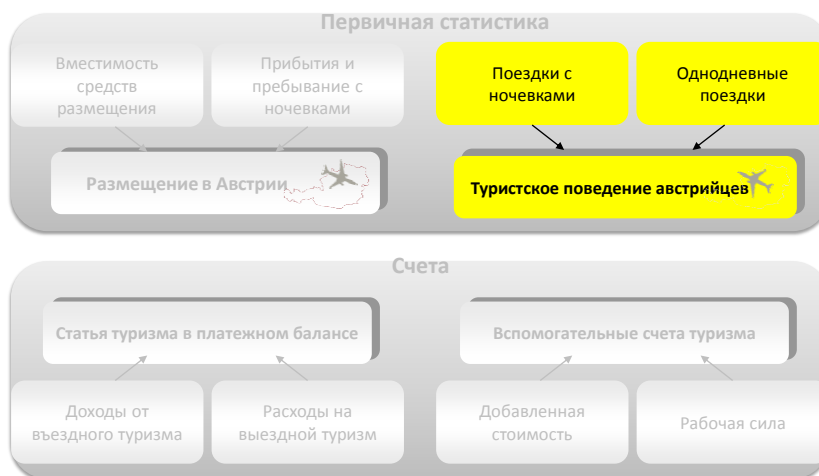 Первичная статистика
Вместимость
средств
размещения
Прибытия и
пребывание с
ночевками
Поездки с
ночевками
Однодневные
поездки
Размещение в Австрии
Туристское поведение австрийцев
Счета
Статья туризма в платежном балансе
Вспомогательные счета туризма
Доходы от
въездного туризма
Расходы на
выездной туризм
Добавленная
стоимость
Рабочая сила